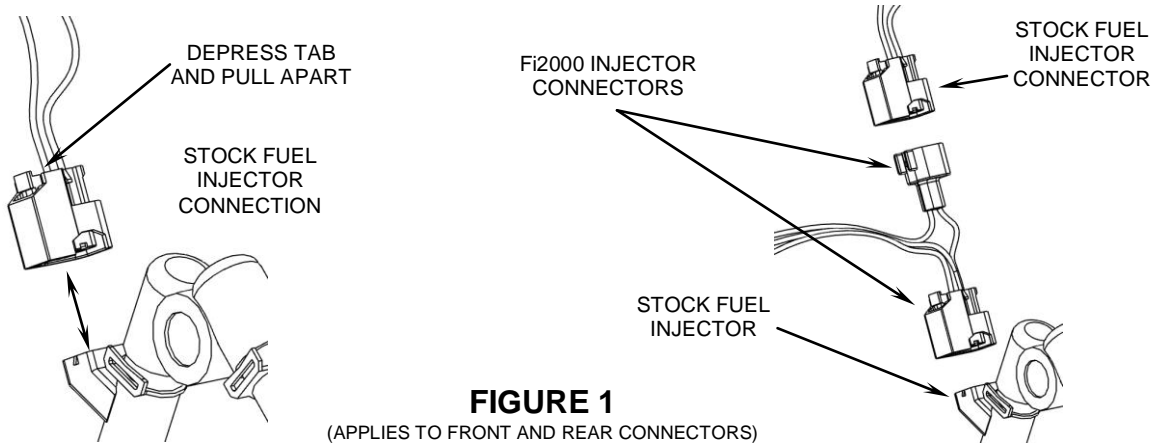 DEPRESS TAB
AND PULL APART
STOCK FUEL
INJECTOR
CONNECTION
Fi2000 INJECTOR
CONNECTORS
STOCK FUEL
INJECTOR
CONNECTOR
STOCK FUEL
INJECTOR
FIGURE 1
(APPLIES TO FRONT AND REAR CONNECTORS)